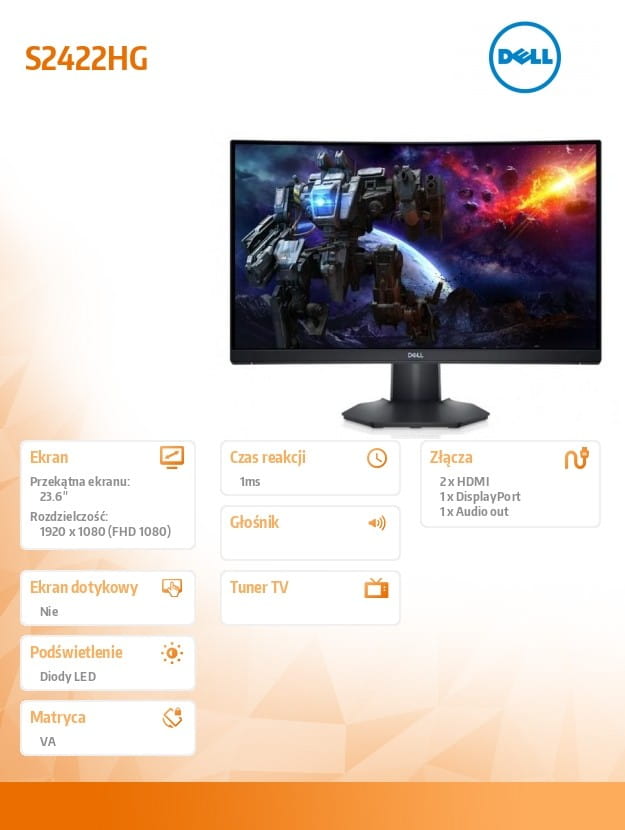 S2422HG
DELL
DELL
Ekran
Przekątna ekranu:
23.6"
Rozdzielczość:
1920 x 1080 (FHD 1080)
Ekran dotykowy
Nie
Podświetlenie
Diody LED
Matryca
VA
Czas reakcji
1ms
Głośnik
Tuner TV
Złącza
2 x HDMI
1 x DisplayPort
1 x Audio out